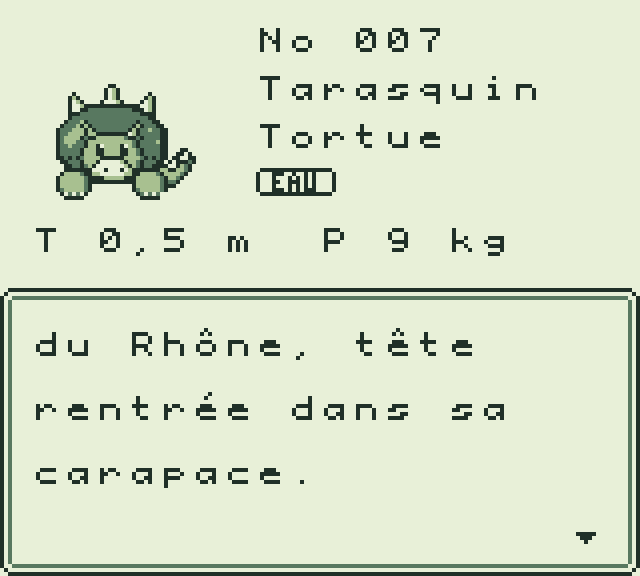 No 007
Tarasquin
Tortue
EAU
T 0,5 m P 9 kg
du Rhône, tête
rentrée dans sa
carapace.